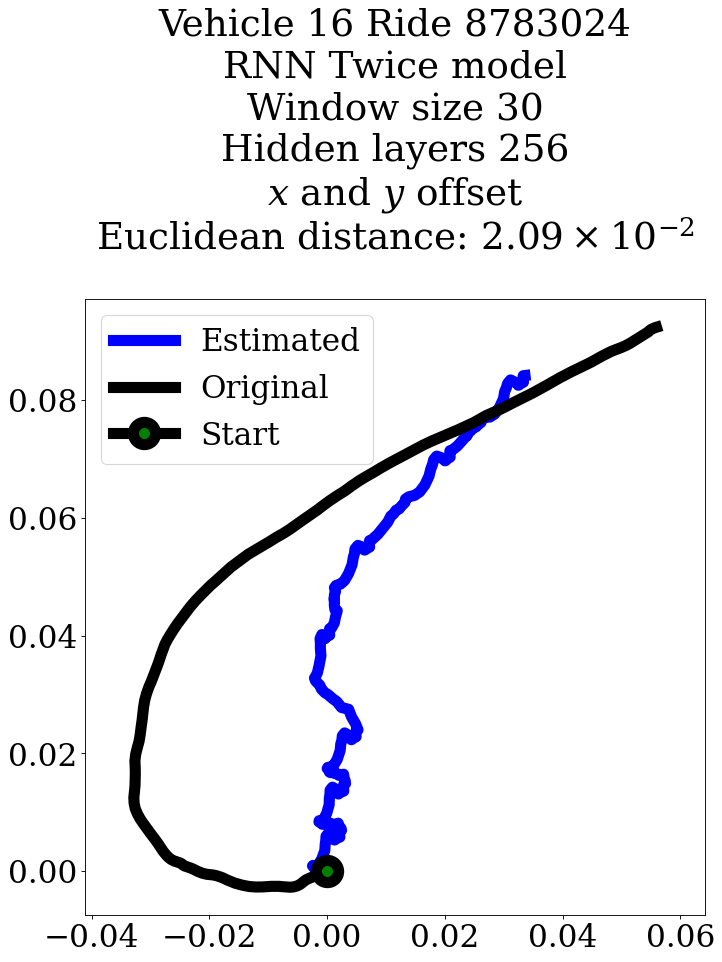 Vehicle 16 Ride 8783024
RNN Twice model
Window size 30
Hidden layers 256
x and y offset
Euclidean distance: 2.09 × 10⁻²
Estimated
Original
Start
0.08
0.06
0.04
0.02
0.00
−0.04 −0.02 0.00 0.02 0.04 0.06